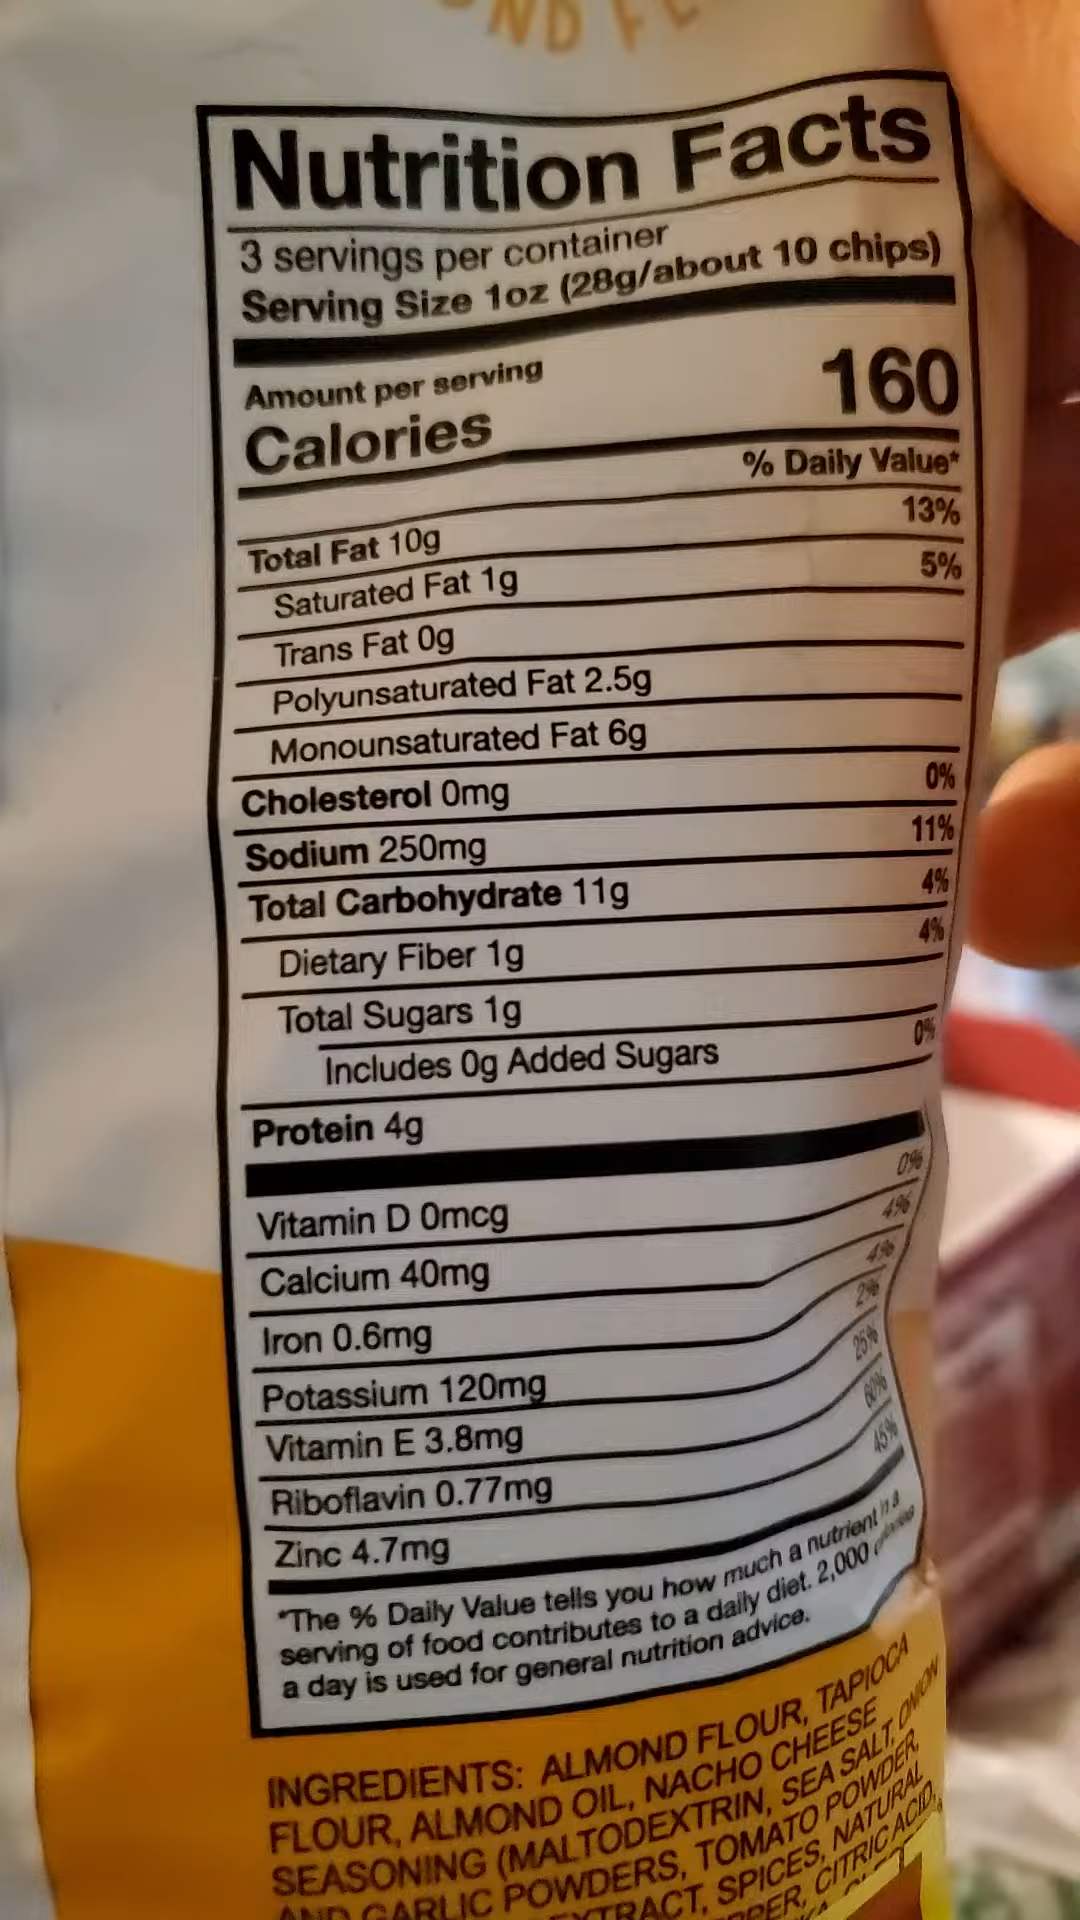 ND FL
Nutrition Facts
3 servings per container
Serving Size 1oz (28g/about 10 chips)
Amount per serving
Calories 160
% Daily Value*
Total Fat 10g 13%
Saturated Fat 1g 5%
Trans Fat 0g
Polyunsaturated Fat 2.5g
Monounsaturated Fat 6g
Cholesterol 0mg 0%
Sodium 250mg 11%
Total Carbohydrate 11g 4%
Dietary Fiber 1g 4%
Total Sugars 1g
Includes 0g Added Sugars 0%
Protein 4g
Vitamin D 0mcg 0%
Calcium 40mg 4%
Iron 0.6mg 4%
Potassium 120mg 2%
Vitamin E 3.8mg 25%
Riboflavin 0.77mg 60%
Zinc 4.7mg 45%
*The % Daily Value tells you how much a nutrient in a
serving of food contributes to a daily diet. 2,000 calories
a day is used for general nutrition advice.
INGREDIENTS: ALMOND FLOUR, TAPIOCA
FLOUR, ALMOND OIL, NACHO CHEESE
SEASONING (MALTODEXTRIN, SEA SALT, ONION
AND GARLIC POWDERS, TOMATO POWDER,
EXTRACT, SPICES, NATURAL
CITRIC ACID,